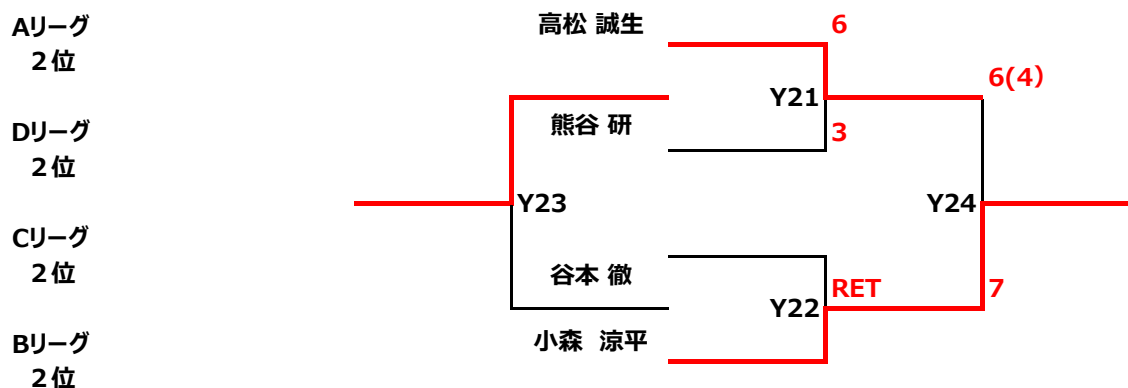 Aリーグ
２位
高松 誠生
6
6(4）
Y21
Dリーグ
２位
熊谷 研
3
Y23
Y24
Cリーグ
２位
谷本 徹
RET
7
Y22
Bリーグ
２位
小森 涼平